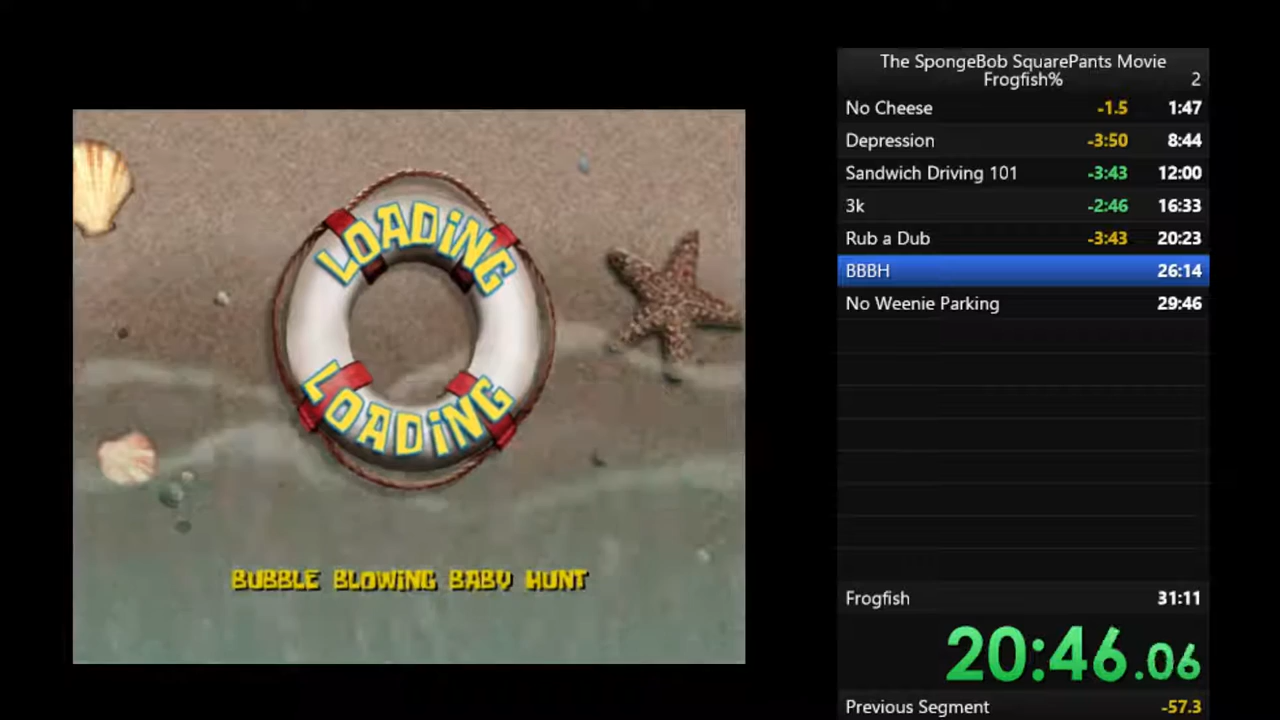 LOADING
LOADING
BUBBLE BLOWING BABY HUNT
The SpongeBob SquarePants Movie
Frogfish% 2
No Cheese -1.5 1:47
Depression -3:50 8:44
Sandwich Driving 101 -3:43 12:00
3k -2:46 16:33
Rub a Dub -3:43 20:23
BBBH 26:14
No Weenie Parking 29:46
Frogfish 31:11
20:46.06
Previous Segment -57.3